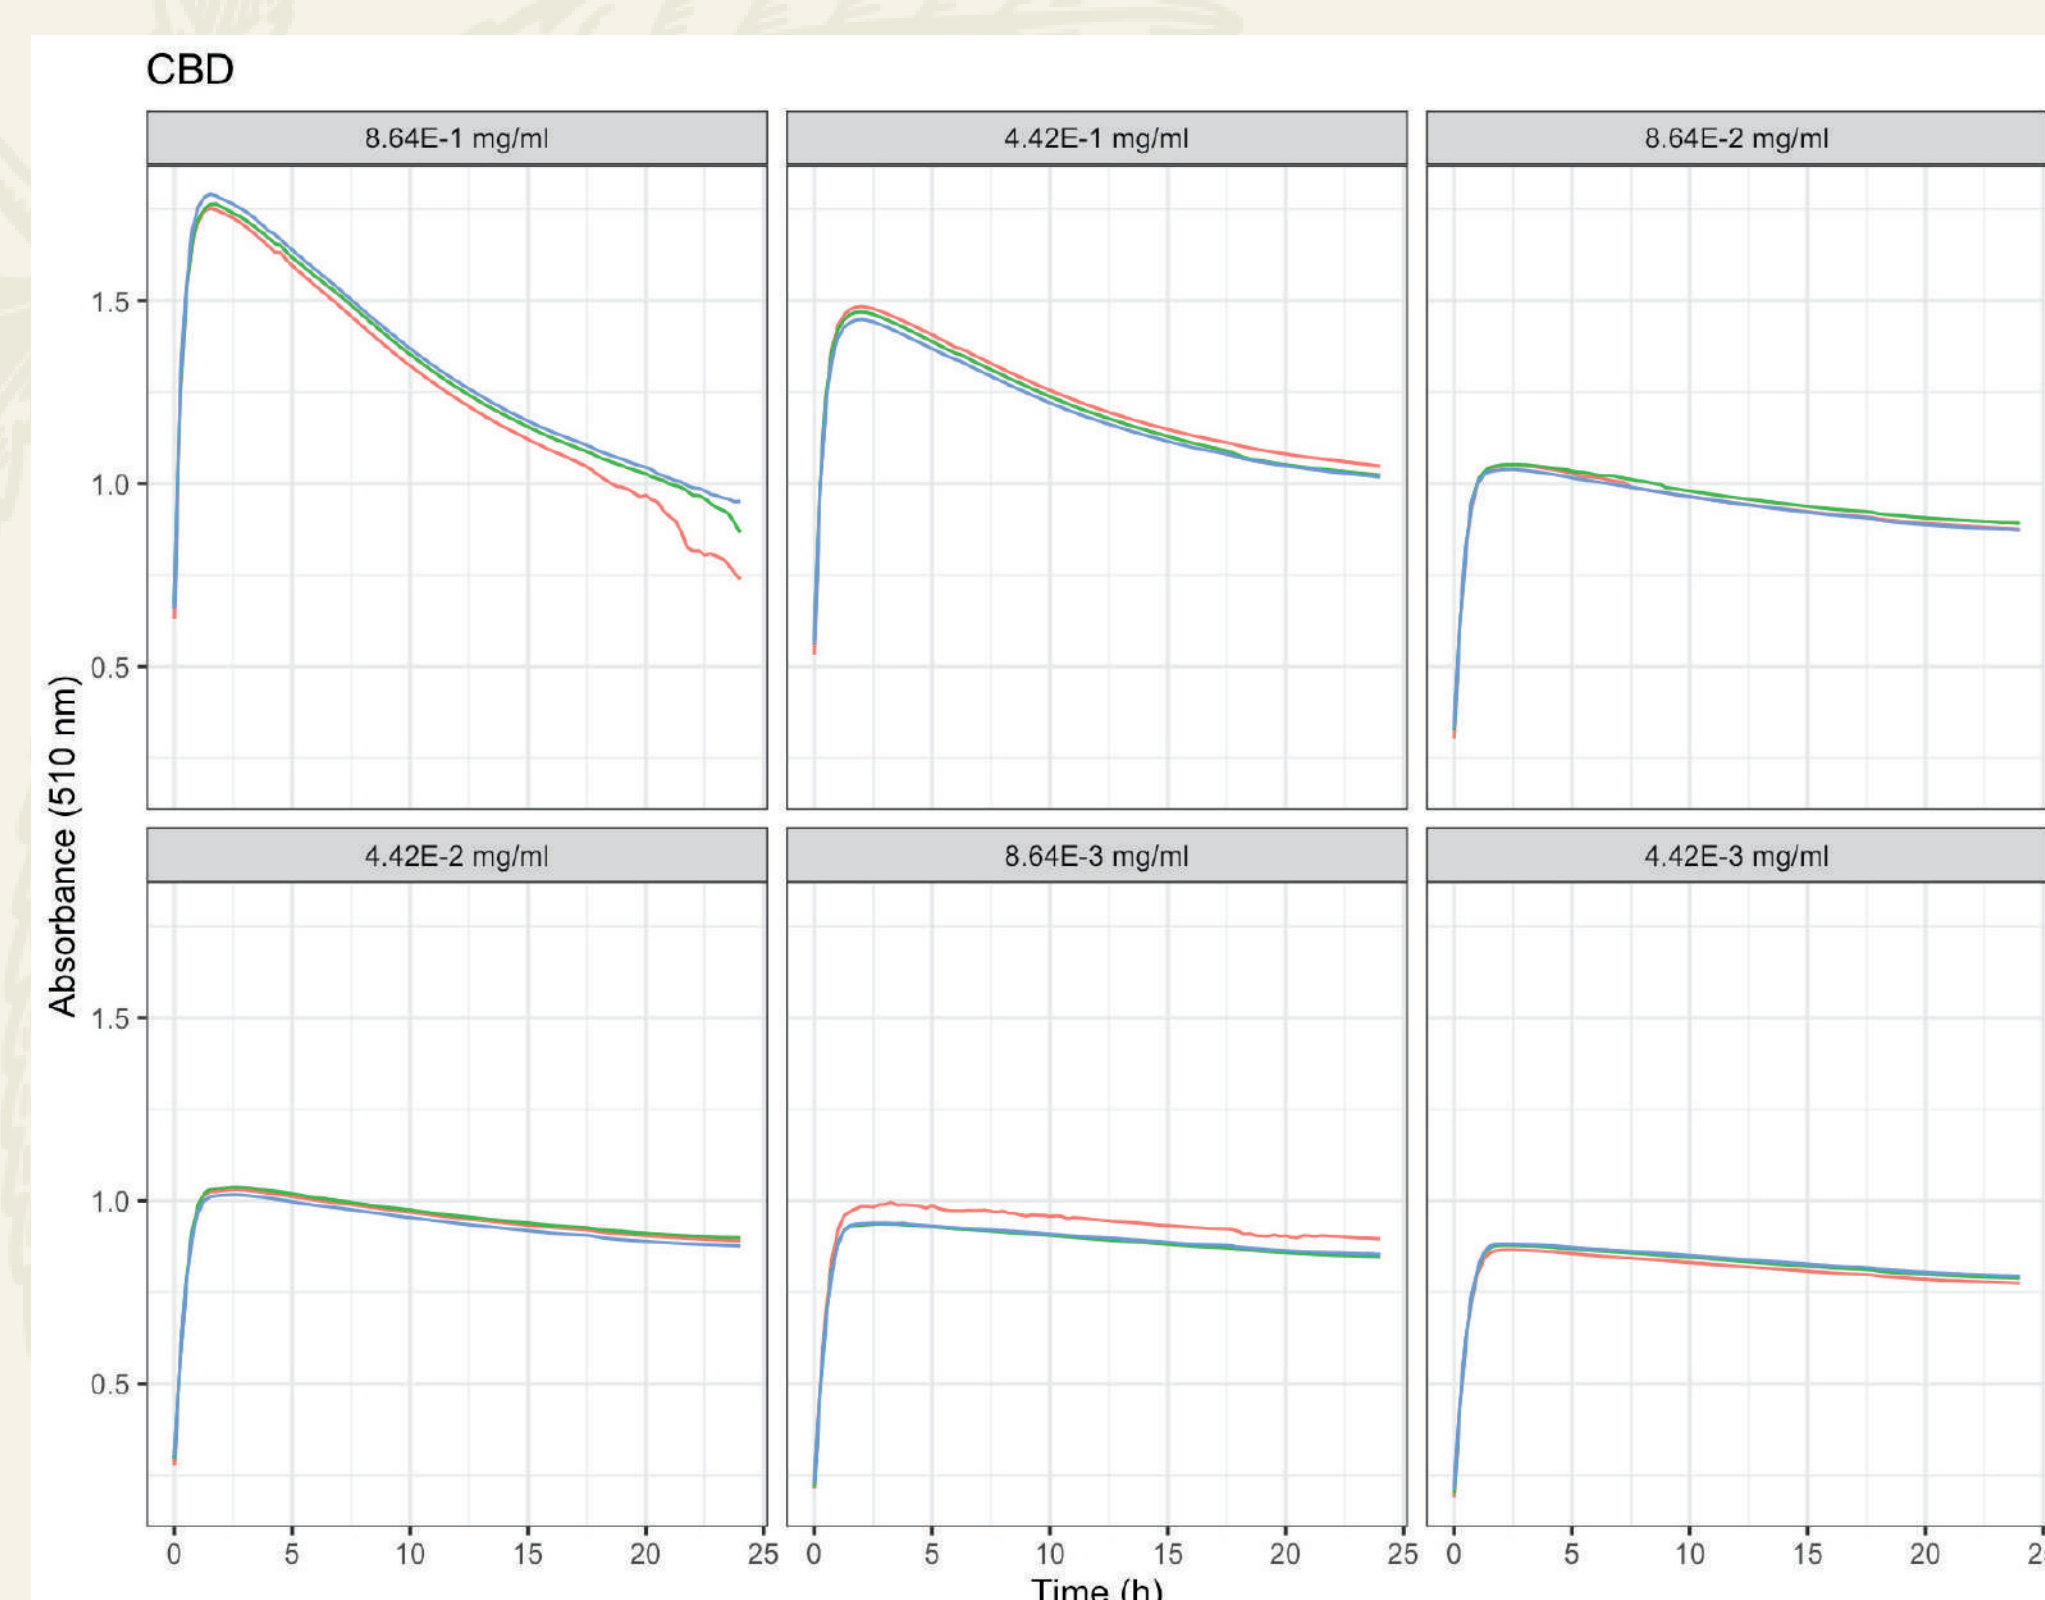 CBD
8.64E-1 mg/ml
4.42E-1 mg/ml
8.64E-2 mg/ml
1.5
1.0
0.5
Absorbance (510 nm)
4.42E-2 mg/ml
8.64E-3 mg/ml
4.42E-3 mg/ml
1.5
1.0
0.5
0 5 10 15 20 25
0 5 10 15 20 25
0 5 10 15 20
Time (h)